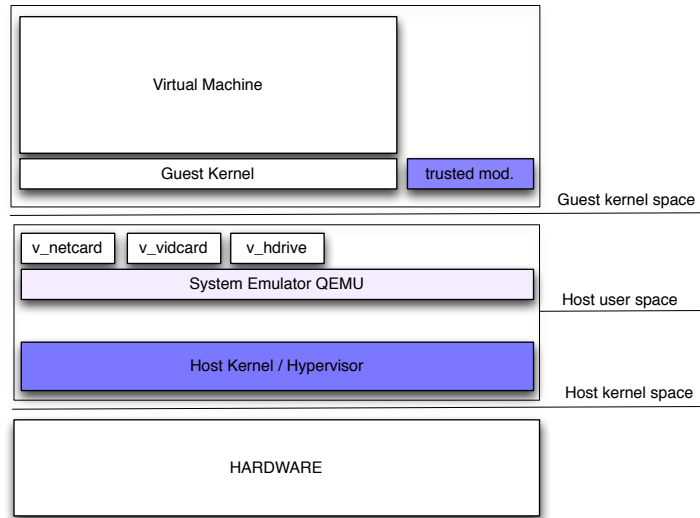 Virtual Machine
Guest Kernel
trusted mod.
Guest kernel space
v_netcard
v_vidcard
v_hdrive
System Emulator QEMU
Host user space
Host Kernel / Hypervisor
Host kernel space
HARDWARE